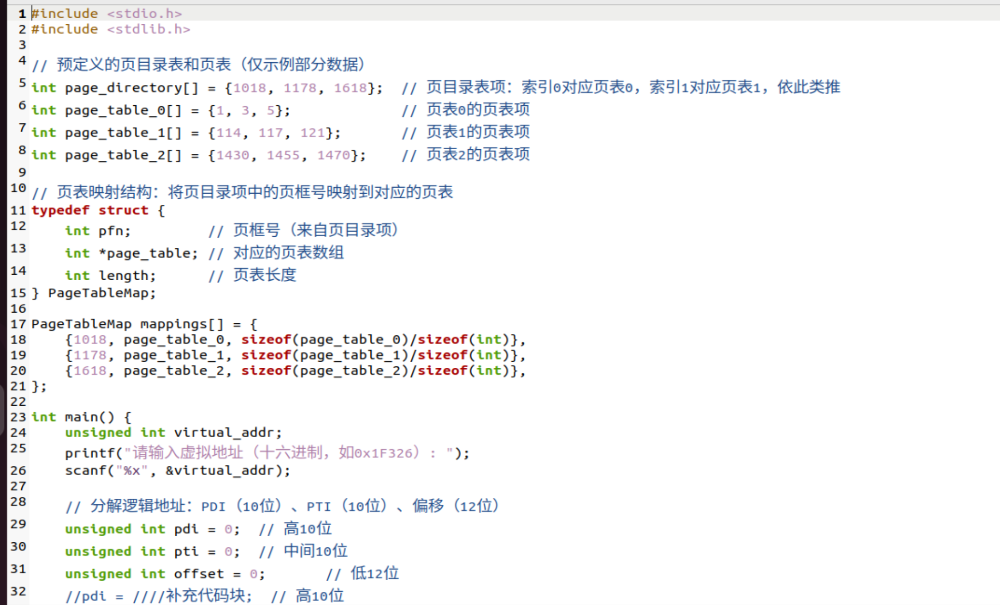 1 #include <stdio.h>
2 #include <stdlib.h>
3
4 // 预定义的页目录表和页表（仅示例部分数据）
5 int page_directory[] = {1018, 1178, 1618};  // 页目录表项：索引0对应页表0，索引1对应页表1，依此类推
6 int page_table_0[] = {1, 3, 5};             // 页表0的页表项
7 int page_table_1[] = {114, 117, 121};       // 页表1的页表项
8 int page_table_2[] = {1430, 1455, 1470};    // 页表2的页表项
9
10 // 页表映射结构：将页目录项中的页框号映射到对应的页表
11 typedef struct {
12     int pfn;         // 页框号（来自页目录项）
13     int *page_table; // 对应的页表数组
14     int length;      // 页表长度
15 } PageTableMap;
16
17 PageTableMap mappings[] = {
18     {1018, page_table_0, sizeof(page_table_0)/sizeof(int)},
19     {1178, page_table_1, sizeof(page_table_1)/sizeof(int)},
20     {1618, page_table_2, sizeof(page_table_2)/sizeof(int)},
21 };
22
23 int main() {
24     unsigned int virtual_addr;
25     printf("请输入虚拟地址（十六进制，如0x1F326）: ");
26     scanf("%x", &virtual_addr);
27
28     // 分解逻辑地址：PDI（10位）、PTI（10位）、偏移（12位）
29     unsigned int pdi = 0;  // 高10位
30     unsigned int pti = 0;  // 中间10位
31     unsigned int offset = 0;       // 低12位
32     //pdi = ////补充代码块;  // 高10位